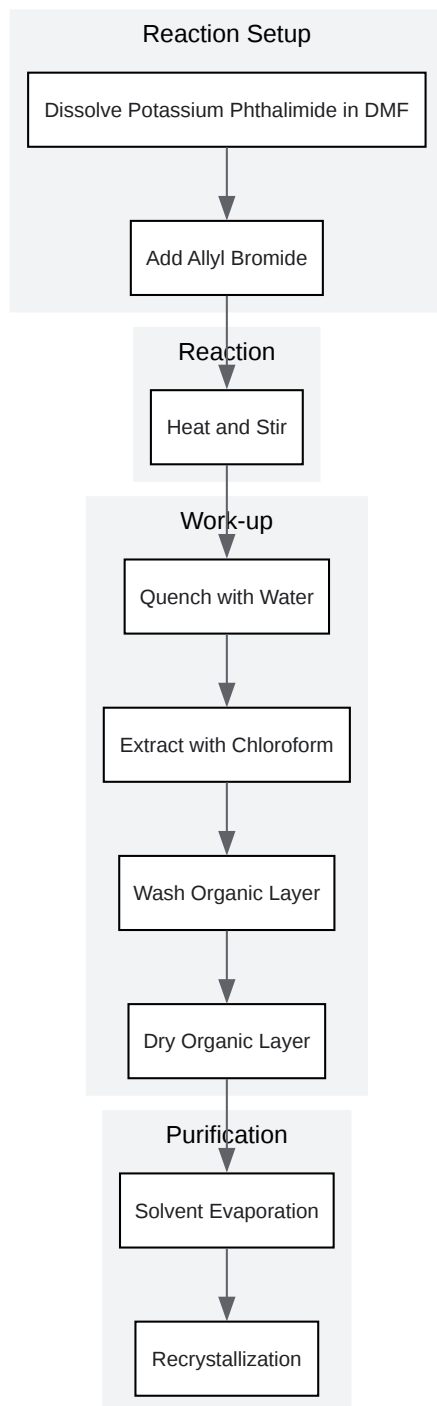 Reaction Setup
Dissolve Potassium Phthalimide in DMF
Add Allyl Bromide
Reaction
Heat and Stir
Work-up
Quench with Water
Extract with Chloroform
Wash Organic Layer
Dry Organic Layer
Purification
Solvent Evaporation
Recrystallization